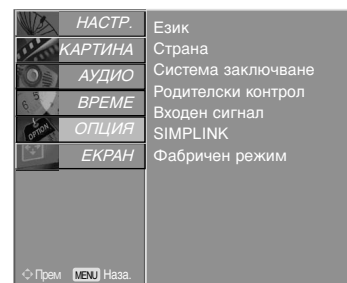 НАСТР.
КАРТИНА
АУДИО
ВРЕМЕ
ОПЦИЯ
ЕКРАН
Прем MENU Наза.
Език
Страна
Система заключване
Родителски контрол
Входен сигнал
SIMPLINK
Фабричен режим